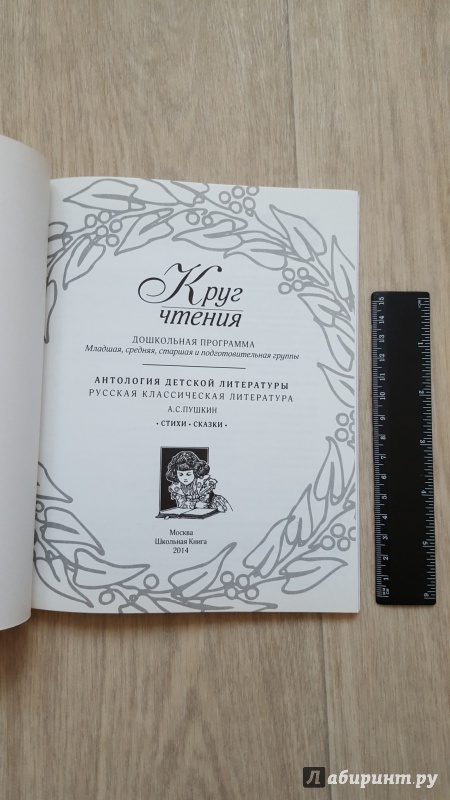 Круг
чтения
ДОШКОЛЬНАЯ ПРОГРАММА
Младшая, средняя, старшая и подготовительная группы
АНТОЛОГИЯ ДЕТСКОЙ ЛИТЕРАТУРЫ
РУССКАЯ КЛАССИЧЕСКАЯ ЛИТЕРАТУРА
А.С.ПУШКИН
• СТИХИ • СКАЗКИ •
Москва
Школьная Книга
2014
Лабиринт.ру